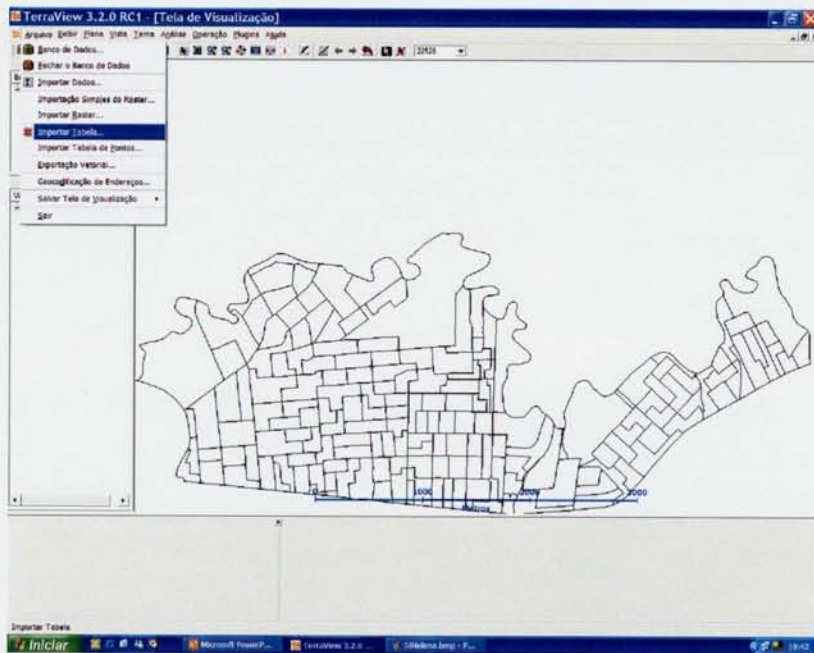 TerraView 3.2.0 RC1 - [Tela de Visualização]
Arquivo Exibir Plano Vista Tema Análise Operação Plugins Ajuda
Banco de Dados...
Fechar o Banco de Dados
Importar Dados...
Importação Simples de Raster...
Importar Raster...
Importar Tabela...
Importar Tabela de Pontos...
Exportação Vetorial...
Geocodificação de Endereços...
Salvar Tela de Visualização
Sair
0 1000 2000 3000
Metros
Importar Tabela
Iniciar Microsoft PowerP... TerraView 3.2.0 ...